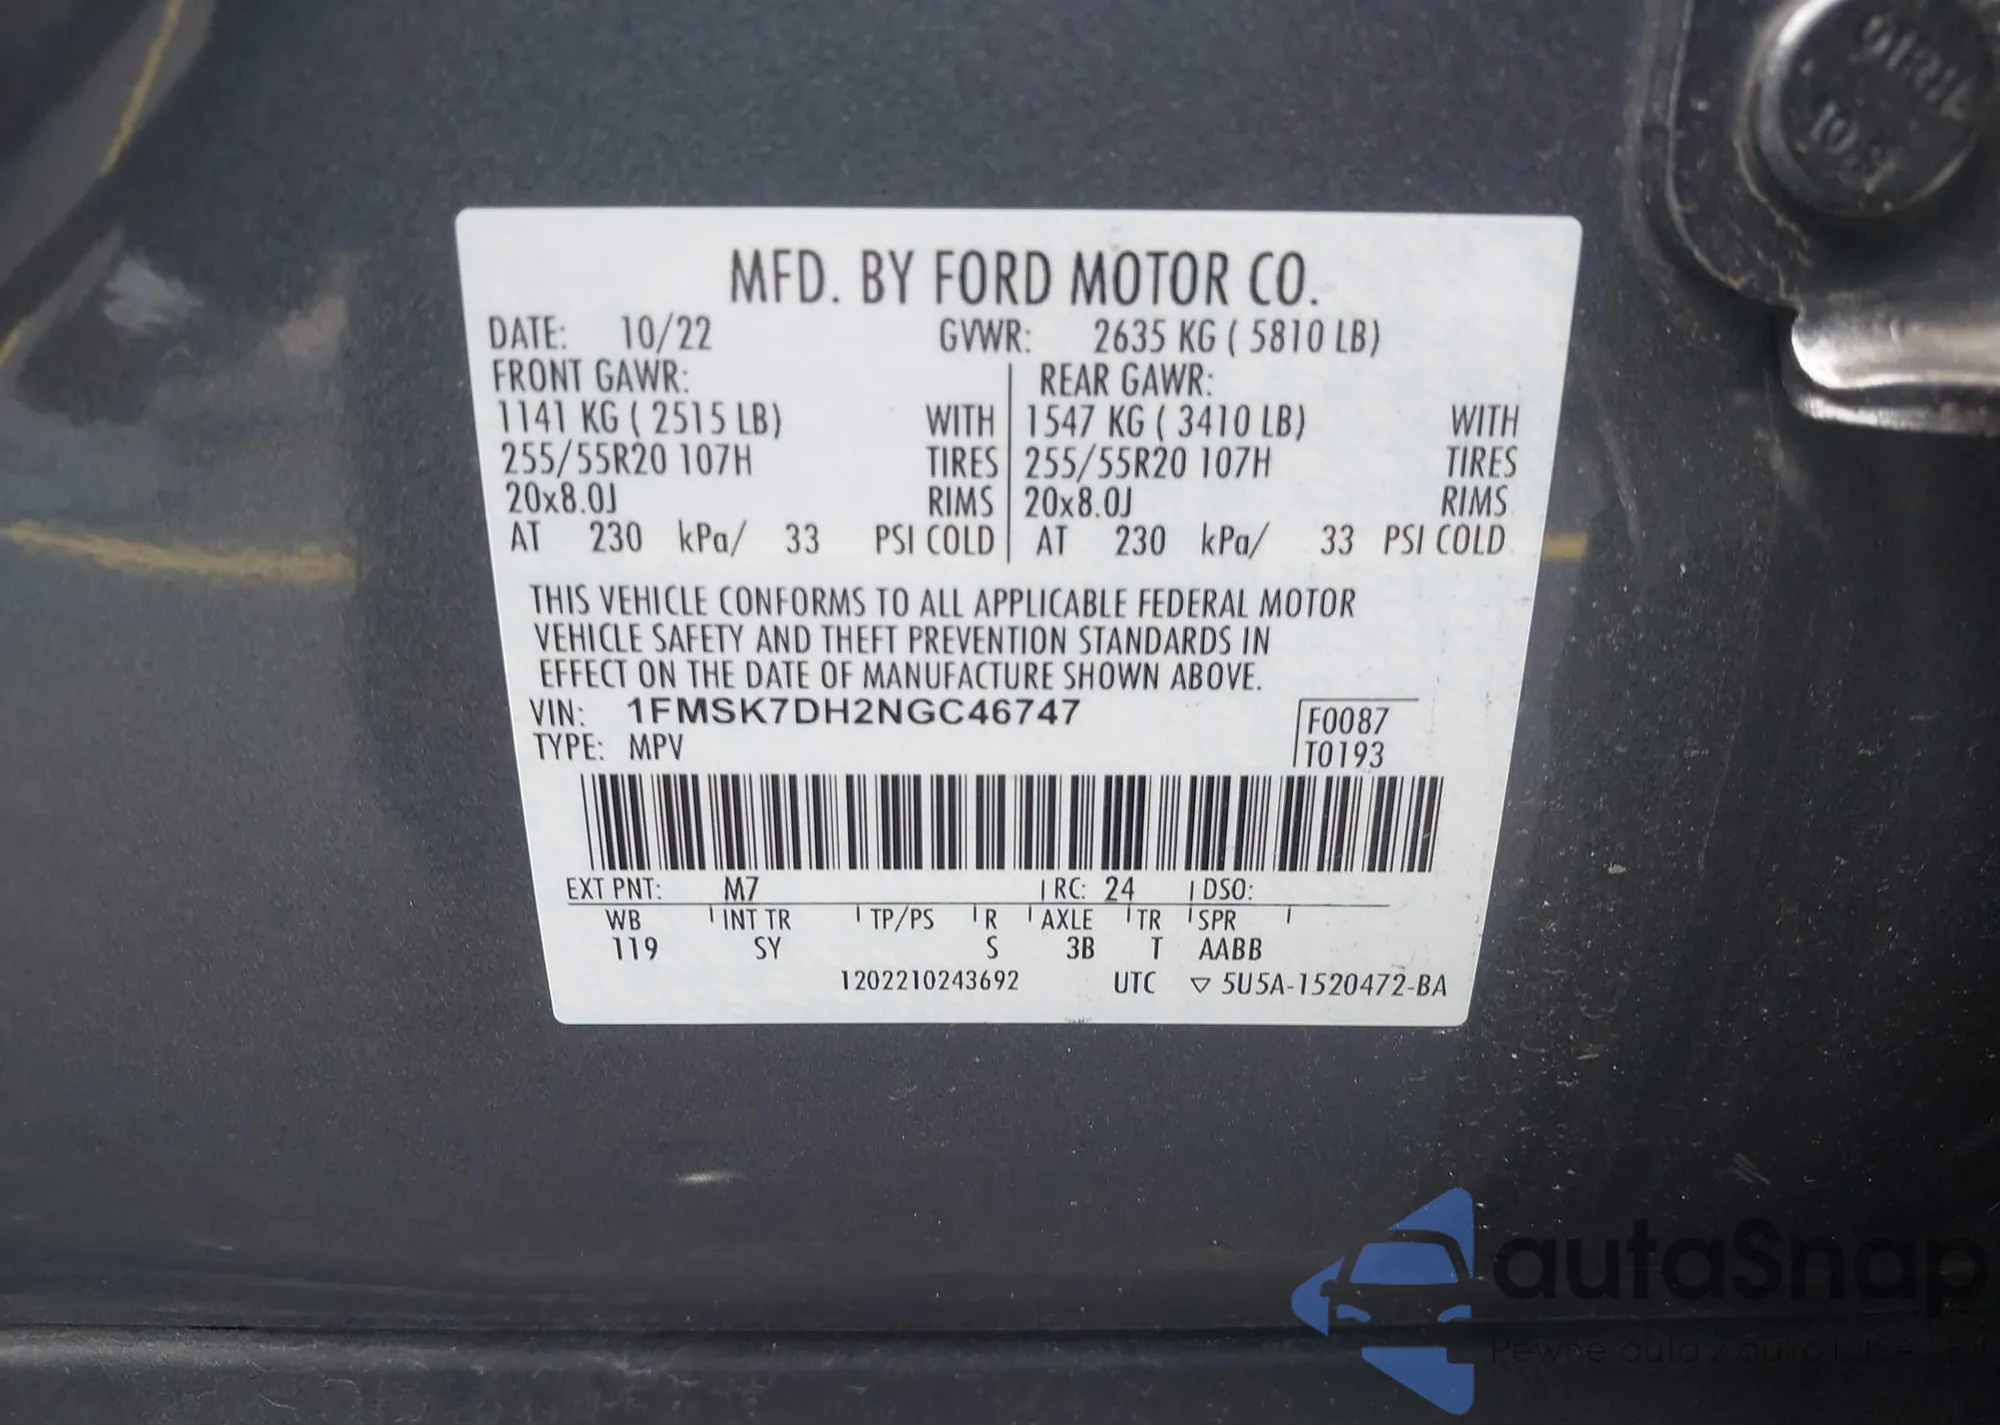 MFD. BY FORD MOTOR CO.
DATE: 10/22 GVWR: 2635 KG ( 5810 LB)
FRONT GAWR: REAR GAWR:
1141 KG ( 2515 LB) WITH 1547 KG ( 3410 LB) WITH
255/55R20 107H TIRES 255/55R20 107H TIRES
20x8.0J RIMS 20x8.0J RIMS
AT 230 kPa/ 33 PSI COLD AT 230 kPa/ 33 PSI COLD
THIS VEHICLE CONFORMS TO ALL APPLICABLE FEDERAL MOTOR
VEHICLE SAFETY AND THEFT PREVENTION STANDARDS IN
EFFECT ON THE DATE OF MANUFACTURE SHOWN ABOVE.
VIN: 1FMSK7DH2NGC46747
F0087
TYPE: MPV
T0193
EXT PNT: M7 RC: 24 DSO:
WB INT TR TP/PS R AXLE TR SPR
119 SY S 3B T AABB
1202210243692 UTC ▽ 5U5A-1520472-BA
autoSnap
Pewne auta z
10.9